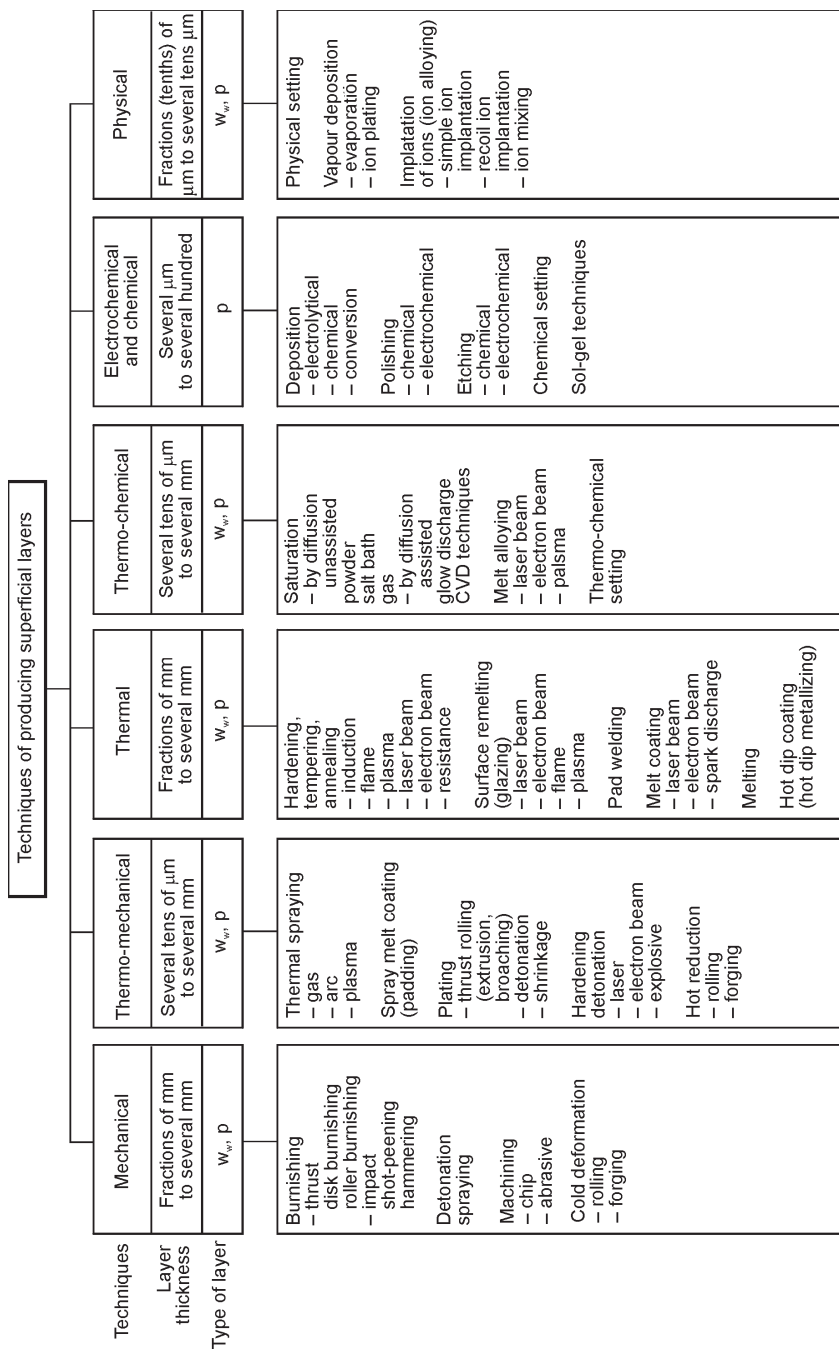 Techniques of producing superficial layers
Techniques
Layer
thickness
Type of layer
Mechanical
Fractions of mm
to several mm
ww, p
Burnishing
– thrust
disk burnishing
roller burnishing
– impact
shot-peening
hammering
Detonation
spraying
Machining
– chip
– abrasive
Cold deformation
– rolling
– forging
Thermo-mechanical
Several tens of μm
to several mm
ww, p
Thermal spraying
– gas
– arc
– plasma
Spray melt coating
(padding)
Plating
– thrust rolling
(extrusion,
broaching)
– detonation
– shrinkage
Hardening
detonation
– laser
– electron beam
– explosive
Hot reduction
– rolling
– forging
Thermal
Fractions of mm
to several mm
ww, p
Hardening,
tempering,
annealing
– induction
– flame
– plasma
– laser beam
– electron beam
– resistance
Surface remelting
(glazing)
– laser beam
– electron beam
– flame
– plasma
Pad welding
Melt coating
– laser beam
– electron beam
– spark discharge
Melting
Hot dip coating
(hot dip metallizing)
Thermo-chemical
Several tens of μm
to several mm
ww, p
Saturation
– by diffusion
unassisted
powder
salt bath
gas
– by diffusion
assisted
glow discharge
CVD techniques
Melt alloying
– laser beam
– electron beam
– palsma
Thermo-chemical
setting
Electrochemical
and chemical
Several μm
to several hundred
p
Deposition
– electrolytical
– chemical
– conversion
Polishing
– chemical
– electrochemical
Etching
– chemical
– electrochemical
Chemical setting
Sol-gel techniques
Physical
Fractions (tenths) of
μm to several tens μm
ww, p
Physical setting
Vapour deposition
– evaporatiön
– ion plating
Implatation
of ions (ion alloying)
– simple ion
implantation
– recoil ion
implantation
– ion mixing